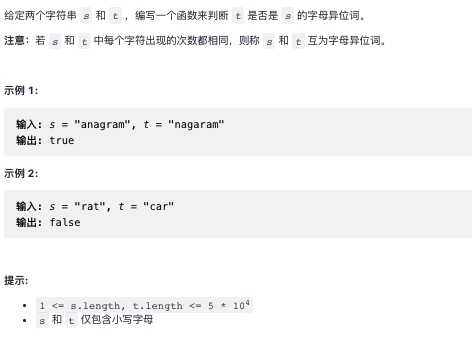 给定两个字符串 s 和 t ，编写一个函数来判断 t 是否是 s 的字母异位词。
注意：若 s 和 t 中每个字符出现的次数都相同，则称 s 和 t 互为字母异位词。
示例 1:
输入: s = "anagram", t = "nagaram"
输出: true
示例 2:
输入: s = "rat", t = "car"
输出: false
提示:
• 1 <= s.length, t.length <= 5 * 10⁴
• s 和 t 仅包含小写字母